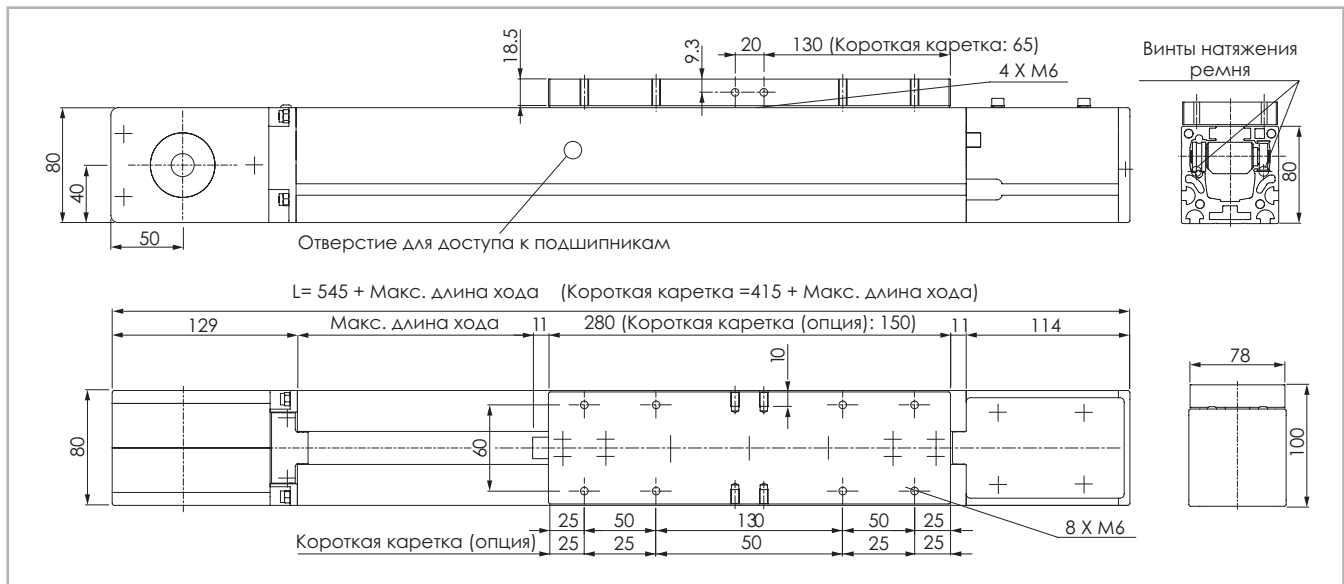 18.5
9.3
20
130 (Короткая каретка: 65)
4 X M6
Винты натяжения
ремня
80
40
50
80
Отверстие для доступа к подшипникам
L= 545 + Макс. длина хода (Короткая каретка =415 + Макс. длина хода)
129
Макс. длина хода
11
280 (Короткая каретка (опция): 150)
11
114
10
78
80
60
100
25
50
130
50
25
8 X M6
Короткая каретка (опция)
25
25
50
25
25